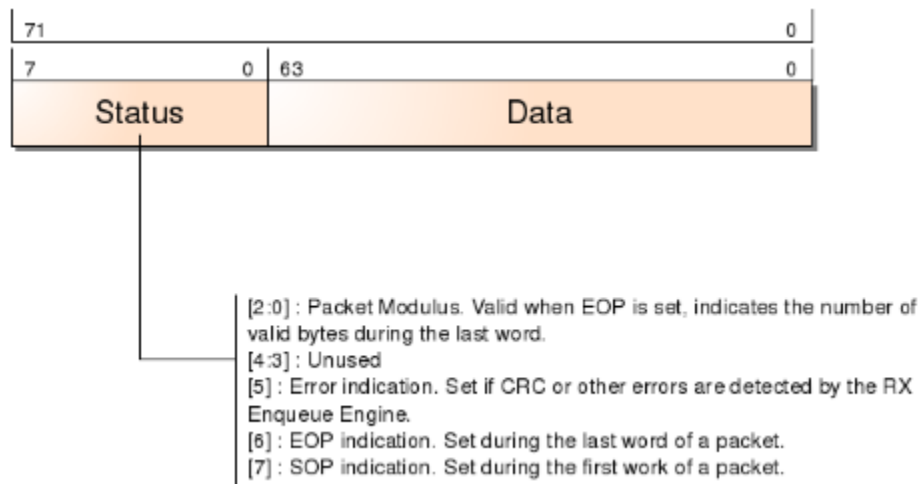 71 0
7 0 63 0
Status Data
[2:0] : Packet Modulus. Valid when EOP is set, indicates the number of
valid bytes during the last word.
[4:3] : Unused
[5] : Error indication. Set if CRC or other errors are detected by the RX
Enqueue Engine.
[6] : EOP indication. Set during the last word of a packet.
[7] : SOP indication. Set during the first work of a packet.